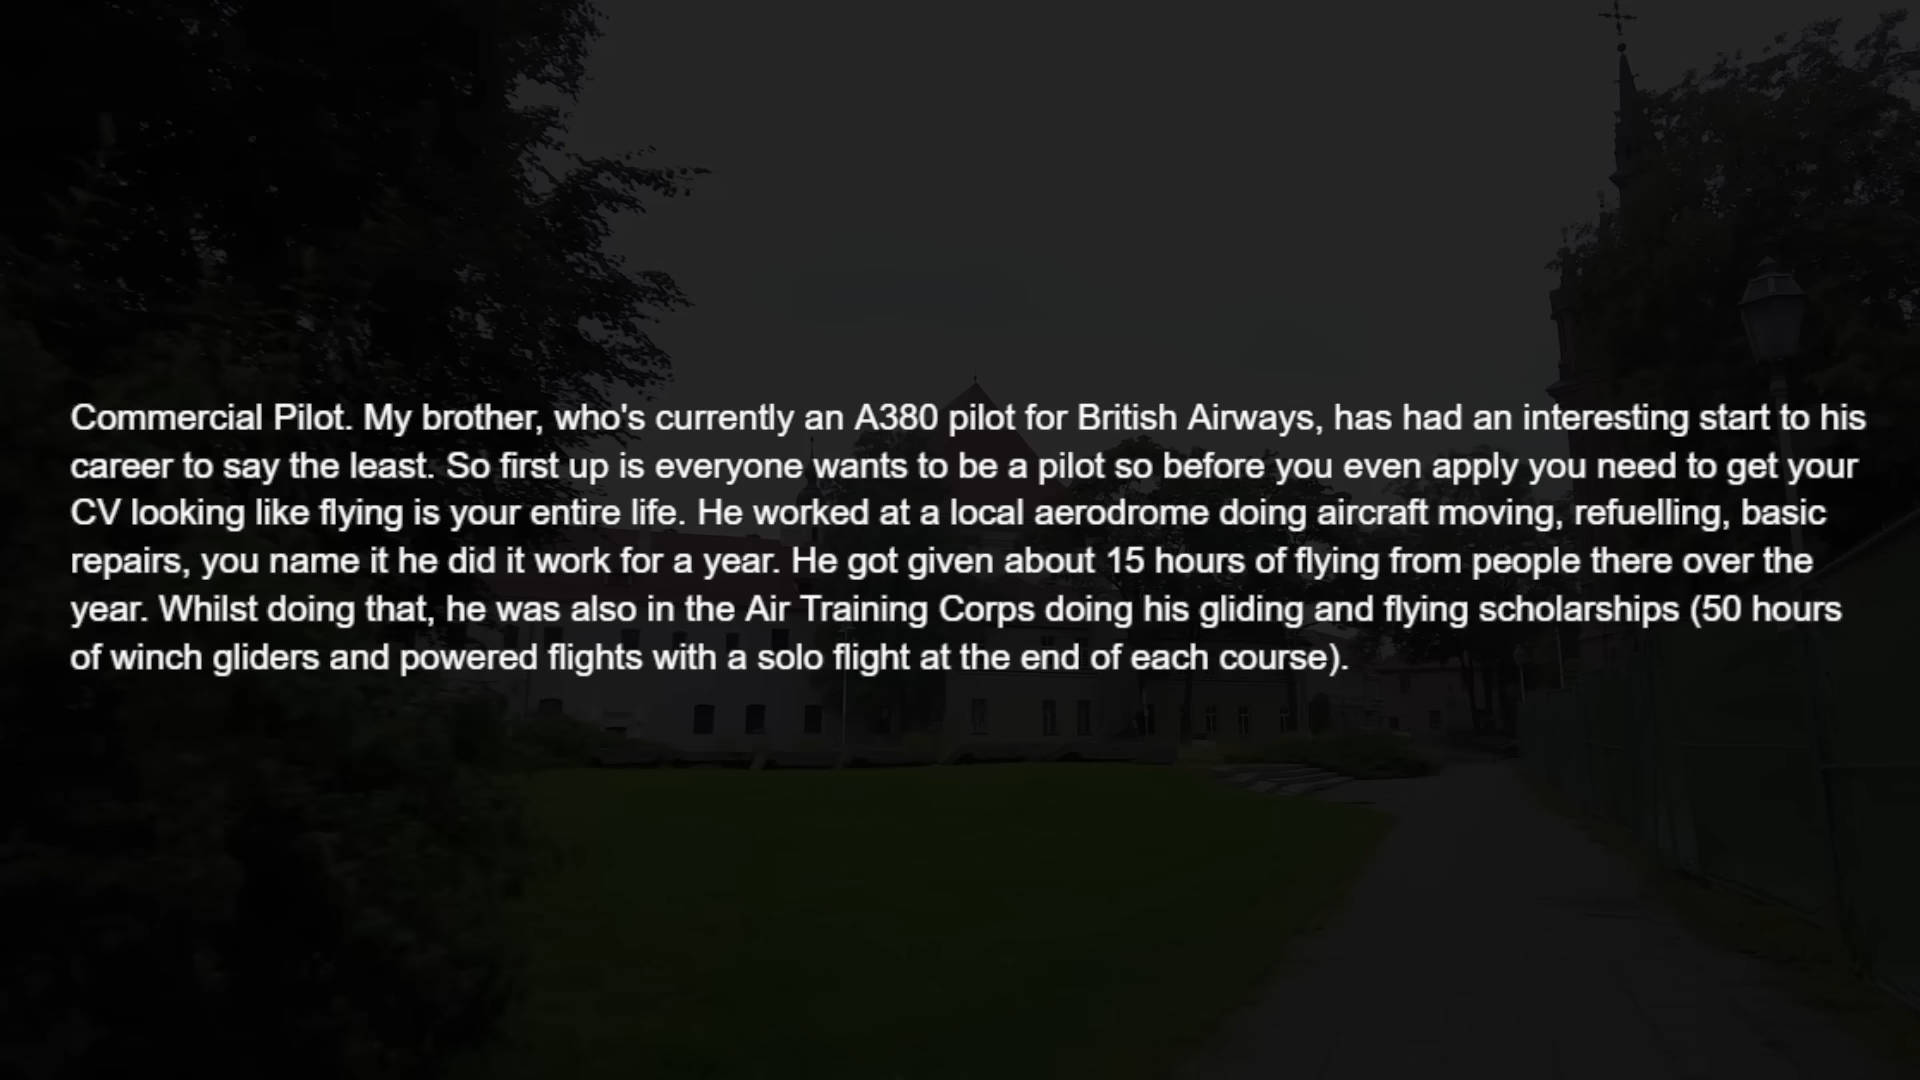 Commercial Pilot. My brother, who's currently an A380 pilot for British Airways, has had an interesting start to his
career to say the least. So first up is everyone wants to be a pilot so before you even apply you need to get your
CV looking like flying is your entire life. He worked at a local aerodrome doing aircraft moving, refuelling, basic
repairs, you name it he did it work for a year. He got given about 15 hours of flying from people there over the
year. Whilst doing that, he was also in the Air Training Corps doing his gliding and flying scholarships (50 hours
of winch gliders and powered flights with a solo flight at the end of each course).